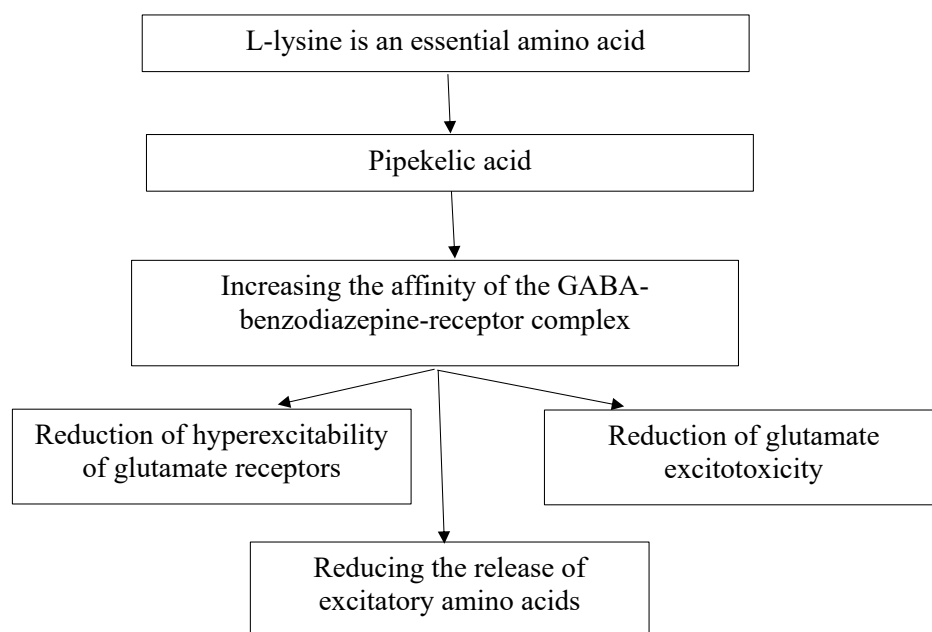 L-lysine is an essential amino acid
Pipekelic acid
Increasing the affinity of the GABA-
benzodiazepine-receptor complex
Reduction of hyperexcitability
of glutamate receptors
Reduction of glutamate
excitotoxicity
Reducing the release of
excitatory amino acids